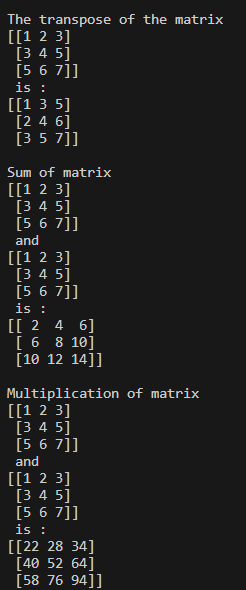 The transpose of the matrix
[[1 2 3]
 [3 4 5]
 [5 6 7]]
 is :
[[1 3 5]
 [2 4 6]
 [3 5 7]]

Sum of matrix
[[1 2 3]
 [3 4 5]
 [5 6 7]]
 and
[[1 2 3]
 [3 4 5]
 [5 6 7]]
 is :
[[ 2  4  6]
 [ 6  8 10]
 [10 12 14]]

Multiplication of matrix
[[1 2 3]
 [3 4 5]
 [5 6 7]]
 and
[[1 2 3]
 [3 4 5]
 [5 6 7]]
 is :
[[22 28 34]
 [40 52 64]
 [58 76 94]]